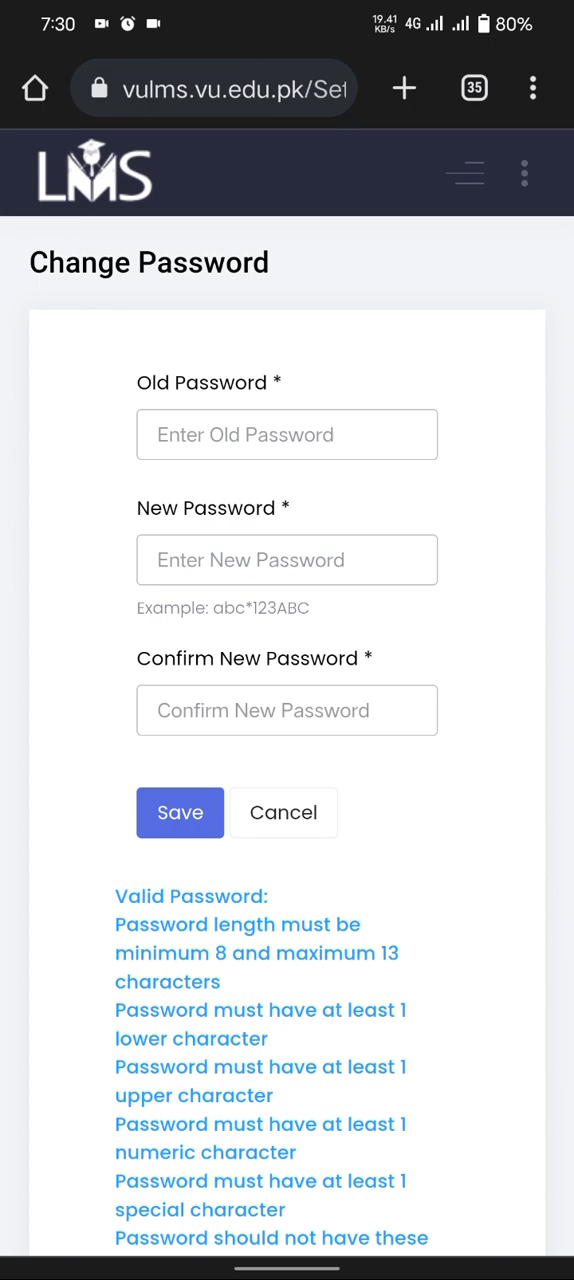 7:30
19.41 KB/s 4G 80%
vulms.vu.edu.pk/Set
35
LMS
Change Password
Old Password *
Enter Old Password
New Password *
Enter New Password
Example: abc*123ABC
Confirm New Password *
Confirm New Password
Save Cancel
Valid Password:
Password length must be
minimum 8 and maximum 13
characters
Password must have at least 1
lower character
Password must have at least 1
upper character
Password must have at least 1
numeric character
Password must have at least 1
special character
Password should not have these